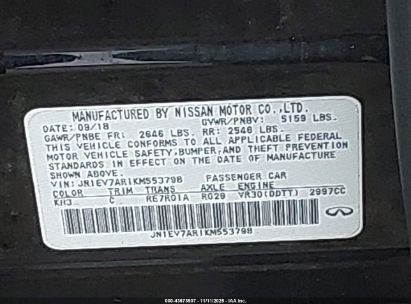 MANUFACTURED BY NISSAN MOTOR CO.,LTD.
DATE: 09/18 GVWR/PNBV: 5159 LBS.
GAWR/PNBE FR: 2646 LBS. RR: 2548 LBS.
THIS VEHICLE CONFORMS TO ALL APPLICABLE FEDERAL
MOTOR VEHICLE SAFETY, BUMPER, AND THEFT PREVENTION
STANDARDS IN EFFECT ON THE DATE OF MANUFACTURE
SHOWN ABOVE.
VIN: JN1EV7AR1KM553798 PASSENGER CAR
COLOR TRIM TRANS AXLE ENGINE
KH3 C RE7R01A RG28 VR30(DDTT) 2997CC
JN1EV7AR1KM553798
INFINITI